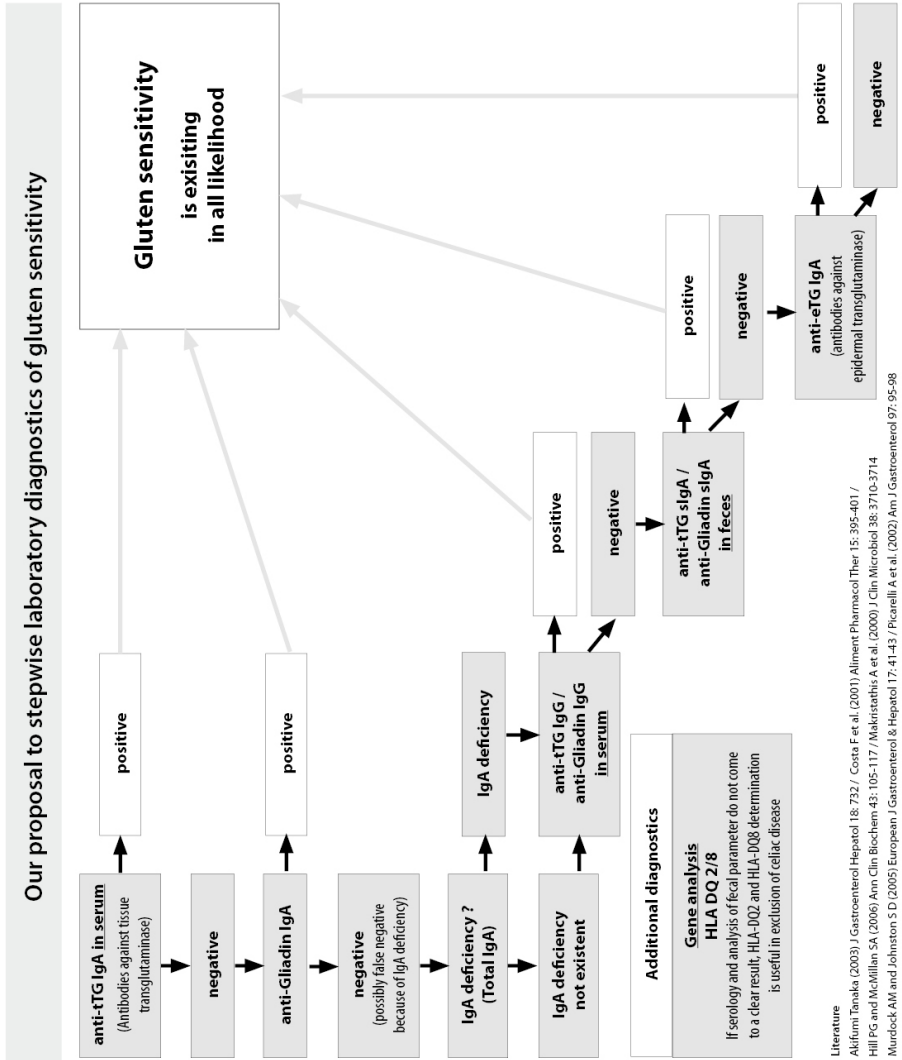 Our proposal to stepwise laboratory diagnostics of gluten sensitivity
anti-tTG IgA in serum
(Antibodies against tissue
transglutaminase)
positive
Gluten sensitivity
is exisiting
in all likelihood
negative
anti-Gliadin IgA
positive
negative
(possibly false negative
because of IgA deficiency)
IgA deficiency ?
(Total IgA)
IgA deficiency
IgA deficiency
not existent
anti-tTG IgG /
anti-Gliadin IgG
in serum
positive
negative
anti-tTG sIgA /
anti-Gliadin sIgA
in feces
positive
negative
anti-eTG IgA
(antibodies against
epidermal transglutaminase)
positive
negative
Additional diagnostics
Gene analysis
HLA DQ 2/8
If serology and analysis of fecal parameter do not come
to a clear result, HLA-DQ2 and HLA-DQ8 determination
is useful in exclusion of celiac disease
Literature
Akifumi Tanaka (2003) J Gastroenterol Hepatol 18: 732 / Costa F et al. (2001) Aliment Pharmacol Ther 15: 395-401 /
Hill PG and McMillan SA (2006) Ann Clin Biochem 43: 105-117 / Makristathis A et al. (2000) J Clin Microbiol 38: 3710-3714
Murdock AM and Johnston S D (2005) European J Gastroenterol & Hepatol 17: 41-43 / Picarelli A et al. (2002) Am J Gastroenterol 97: 95-98